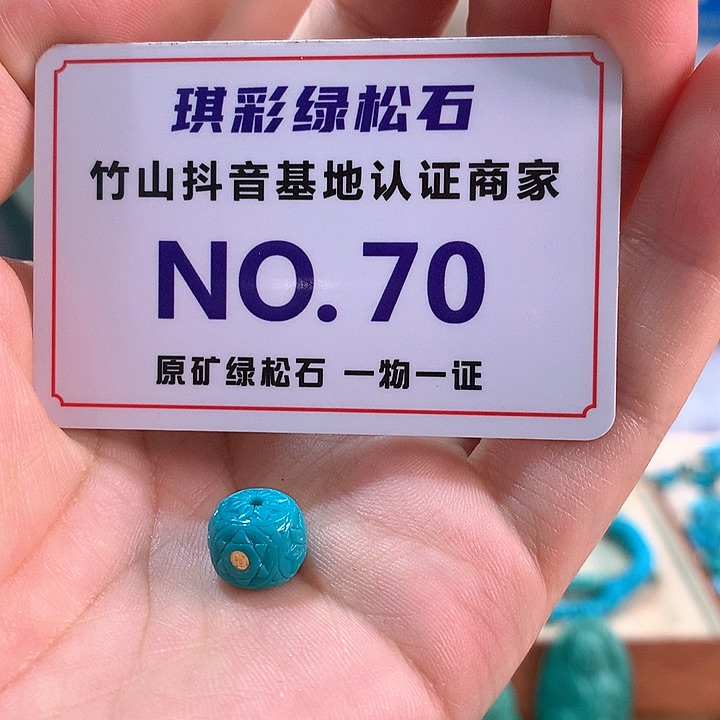 琪彩绿松石
竹山抖音基地认证商家
NO. 70
原矿绿松石 一物一证